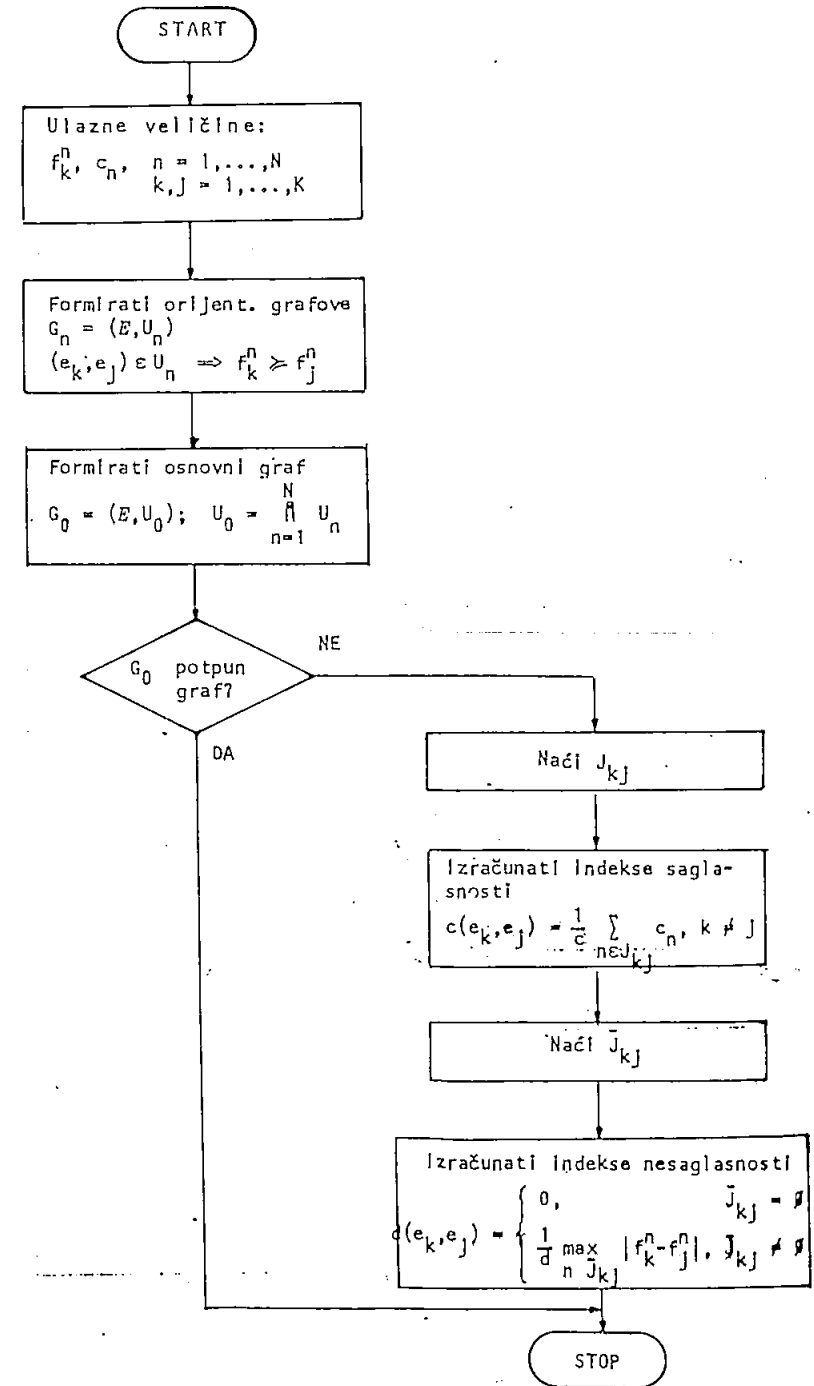 START
Ulazne veličine:
f_k^n, c_n, n = 1,...,N
k,j = 1,...,K
Formirati orijent. grafove
G_n = (E,U_n)
(e_k,e_j) ε U_n ⇒ f_k^n ≽ f_j^n
Formirati osnovni graf
G_0 = (E,U_0); U_0 = ∩_{n=1}^{N} U_n
G_0 potpun
graf?
NE
DA
Naći J_kj
Izračunati indekse sagla-
snosti
c(e_k,e_j) = 1/c ∑_{nεJ_kj} c_n, k ≠ j
Naći J̄_kj
Izračunati indekse nesaglasnosti
d(e_k,e_j) = { 0, J̄_kj = ∅
1/d max_{n J̄_kj} |f_k^n-f_j^n|, J̄_kj ≠ ∅
STOP